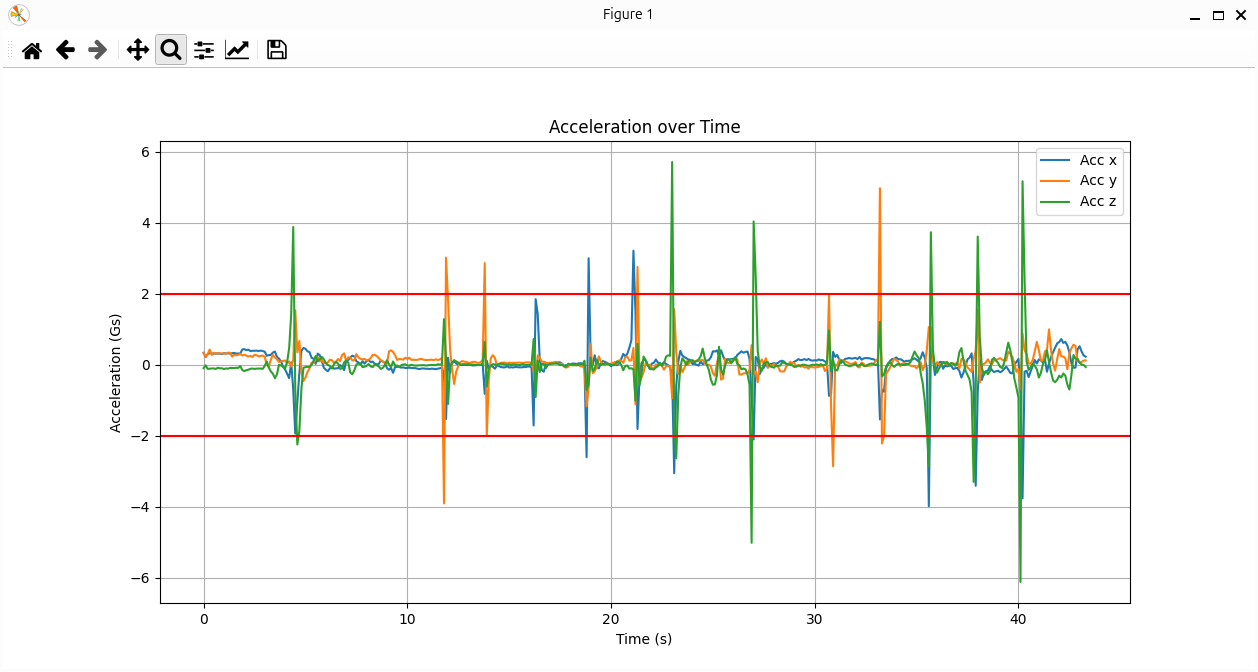 Figure 1
Acceleration over Time
Acc x
Acc y
Acc z
6
4
2
0
−2
−4
−6
Acceleration (Gs)
0 10 20 30 40
Time (s)